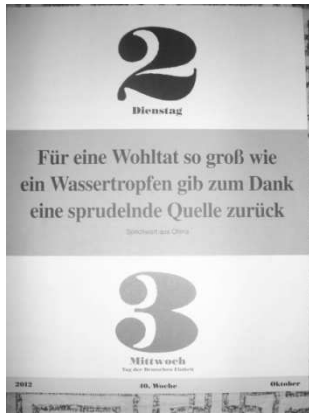 2
Dienstag
Für eine Wohltat so groß wie
ein Wassertropfen gib zum Dank
eine sprudelnde Quelle zurück
Sprichwort aus China
3
Mittwoch
Tag der Deutschen Einheit
2012 40. Woche Oktober